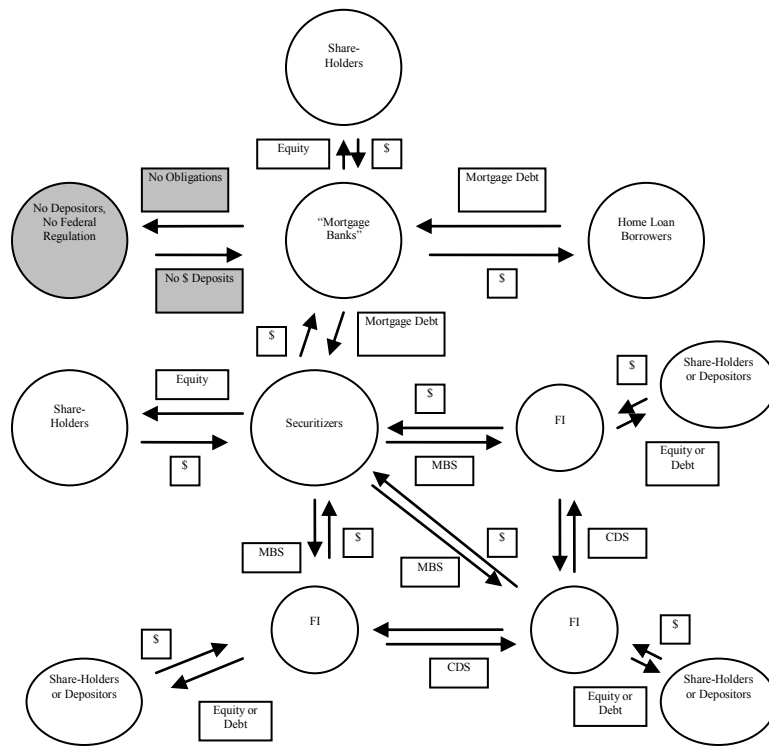 Share-
Holders
Equity
$
No Obligations
Mortgage Debt
No Depositors,
No Federal
Regulation
“Mortgage
Banks”
Home Loan
Borrowers
No $ Deposits
$
$
Mortgage Debt
Share-Holders
or Depositors
$
Equity
$
Share-
Holders
Securitizers
FI
$
MBS
Equity or
Debt
MBS
$
MBS
$
CDS
FI
FI
$
$
CDS
Share-Holders
or Depositors
Equity or
Debt
Equity or
Debt
Share-Holders
or Depositors